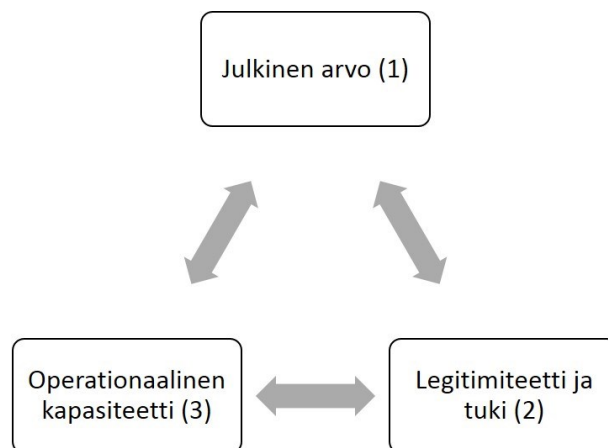 Julkinen arvo (1)
Operationaalinen
kapasiteetti (3)
Legitimiteetti ja
tuki (2)